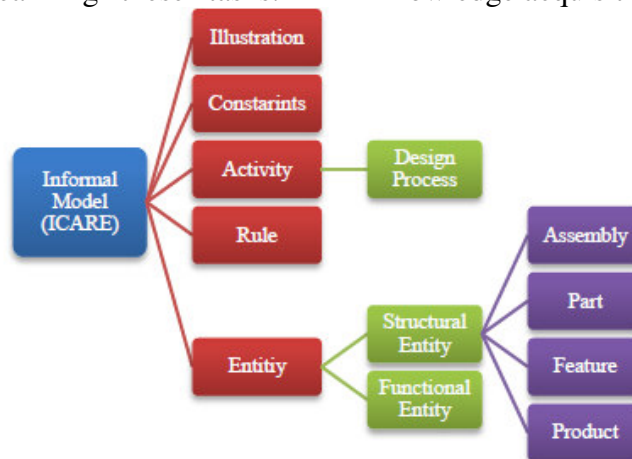 Illustration
Constarints
Informal
Model
(ICARE)
Activity
Design
Process
Rule
Assembly
Part
Entitiy
Structural
Entity
Functional
Entity
Feature
Product